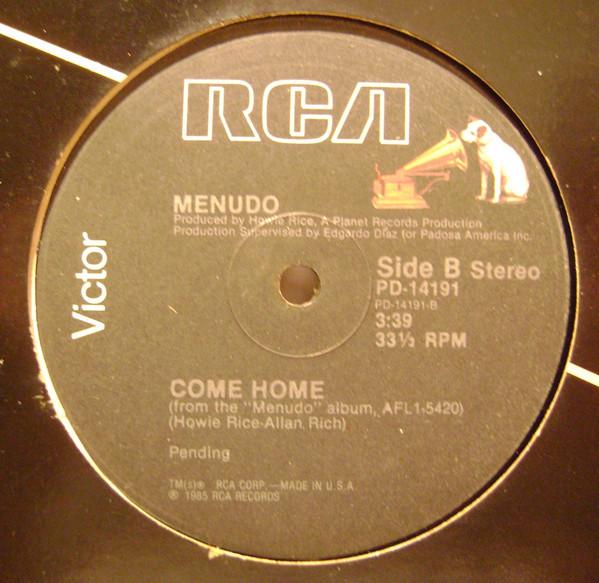 RCA
Victor
MENUDO
Produced by Howie Rice, A Planet Records Production
Production Supervised by Edgardo Diaz for Padosa America Inc.
Side B Stereo
PD-14191
PD-14191-B
3:39
33⅓ RPM
COME HOME
(from the "Menudo" album, AFL1-5420)
(Howie Rice-Allan Rich)
Pending
TM(s)® RCA CORP.—MADE IN U.S.A.
℗ 1985 RCA RECORDS